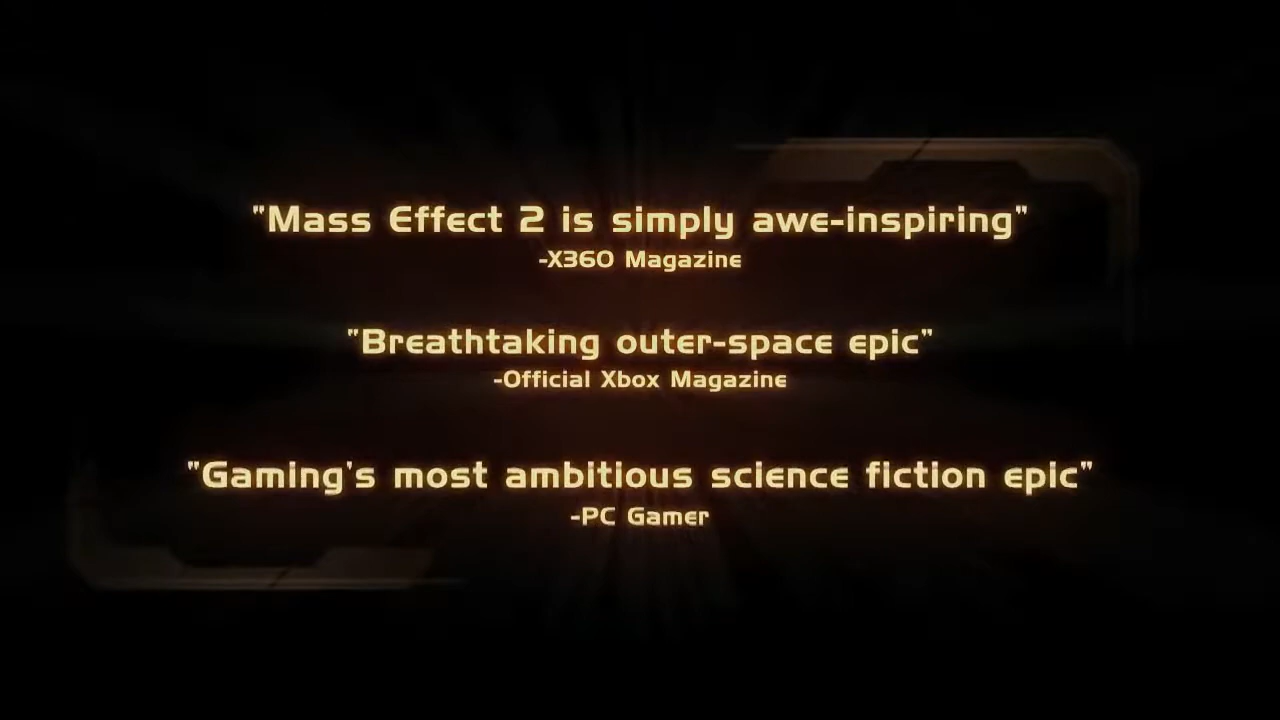 "Mass Effect 2 is simply awe-inspiring"
-X360 Magazine
"Breathtaking outer-space epic"
-Official Xbox Magazine
"Gaming's most ambitious science fiction epic"
-PC Gamer